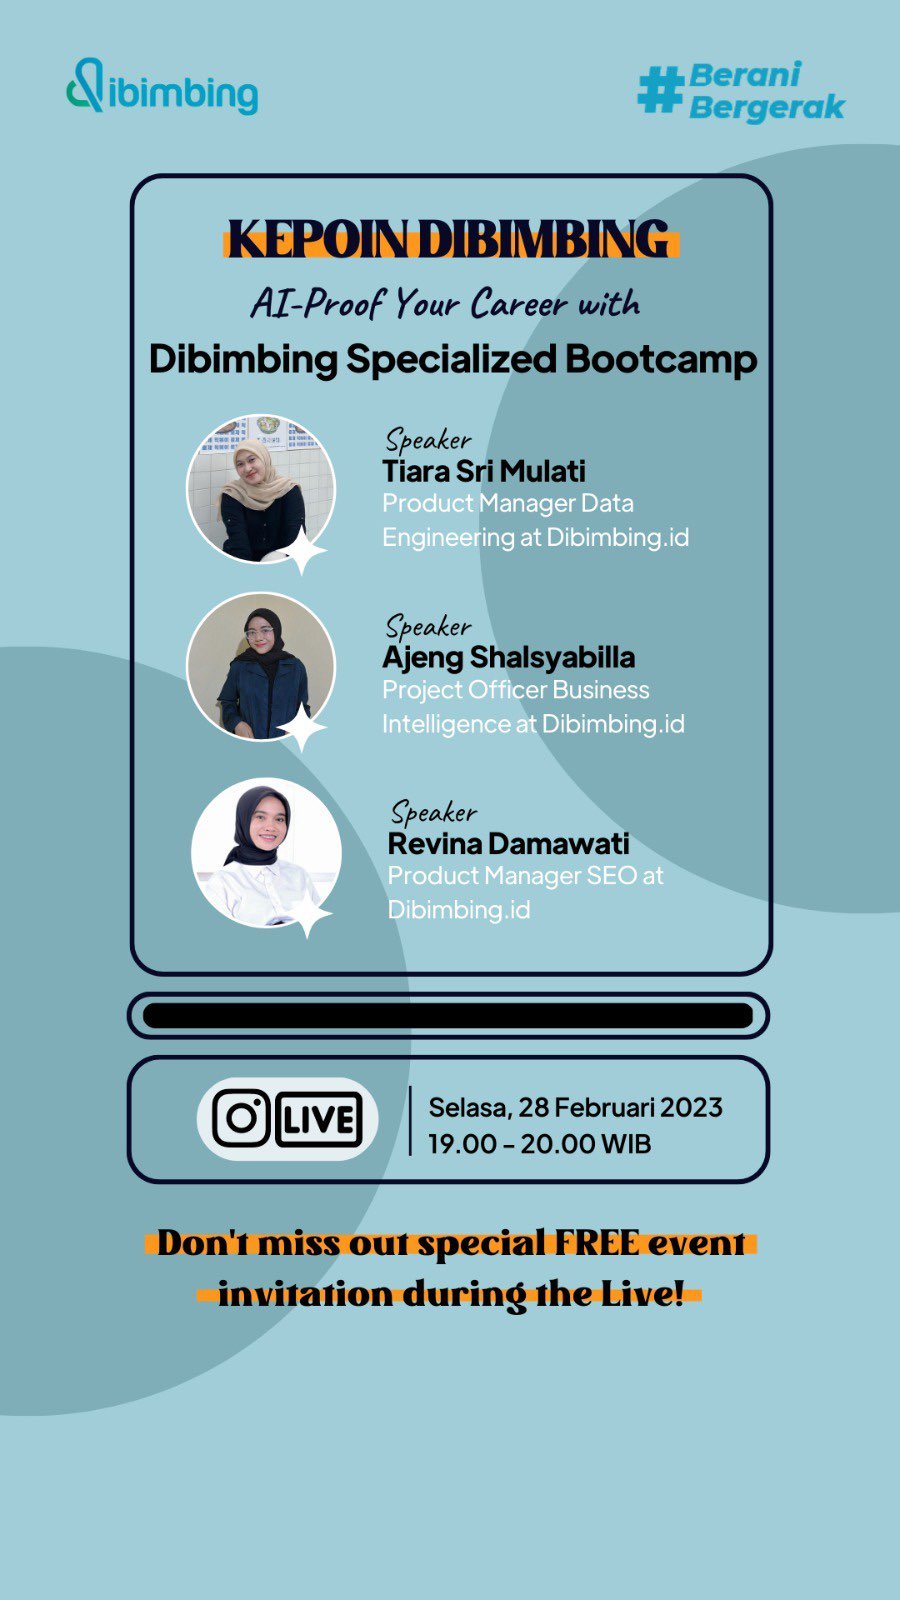 dibimbing
#Berani
Bergerak
KEPOIN DIBIMBING
AI-Proof Your Career with
Dibimbing Specialized Bootcamp
Speaker
Tiara Sri Mulati
Product Manager Data
Engineering at Dibimbing.id
Speaker
Ajeng Shalsyabilla
Project Officer Business
Intelligence at Dibimbing.id
Speaker
Revina Damawati
Product Manager SEO at
Dibimbing.id
LIVE
Selasa, 28 Februari 2023
19.00 - 20.00 WIB
Don't miss out special FREE event
invitation during the Live!